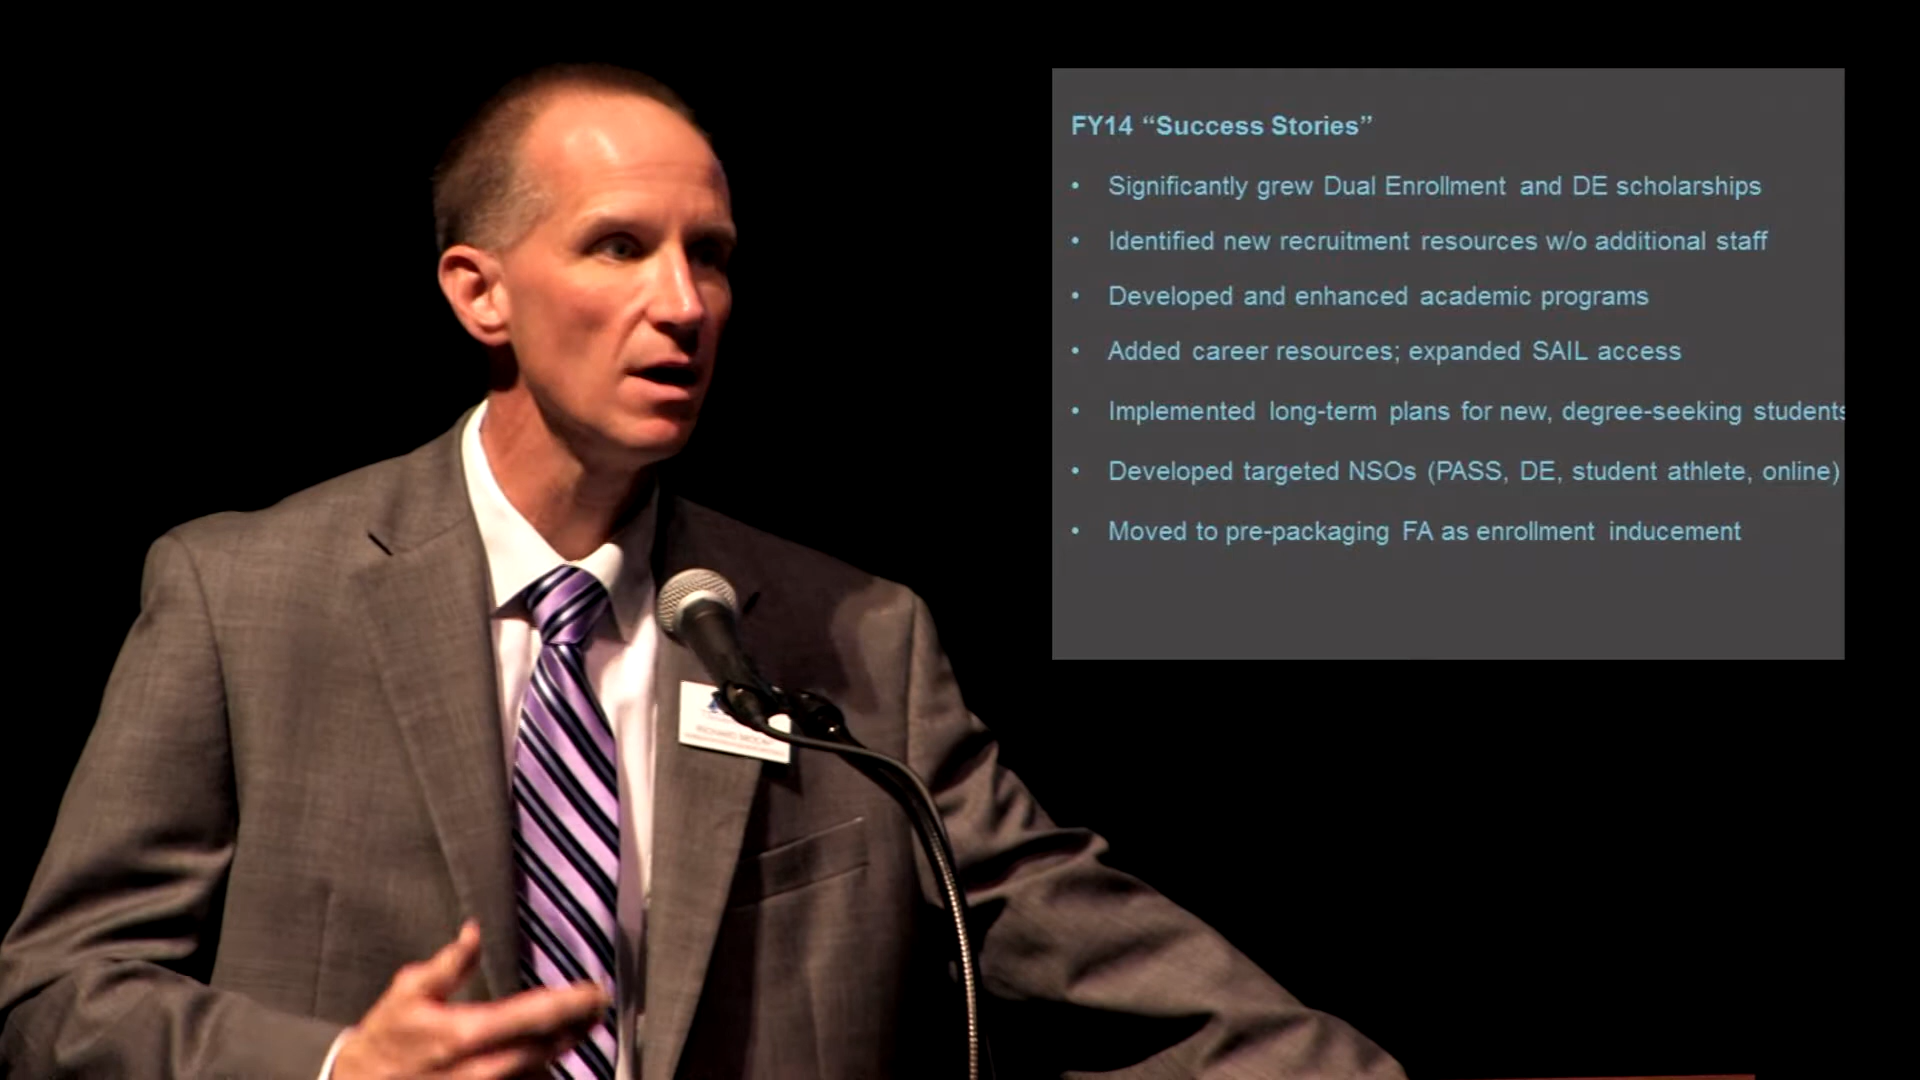 FY14 “Success Stories”
• Significantly grew Dual Enrollment and DE scholarships
• Identified new recruitment resources w/o additional staff
• Developed and enhanced academic programs
• Added career resources; expanded SAIL access
• Implemented long-term plans for new, degree-seeking students
• Developed targeted NSOs (PASS, DE, student athlete, online)
• Moved to pre-packaging FA as enrollment inducement
RICHARD